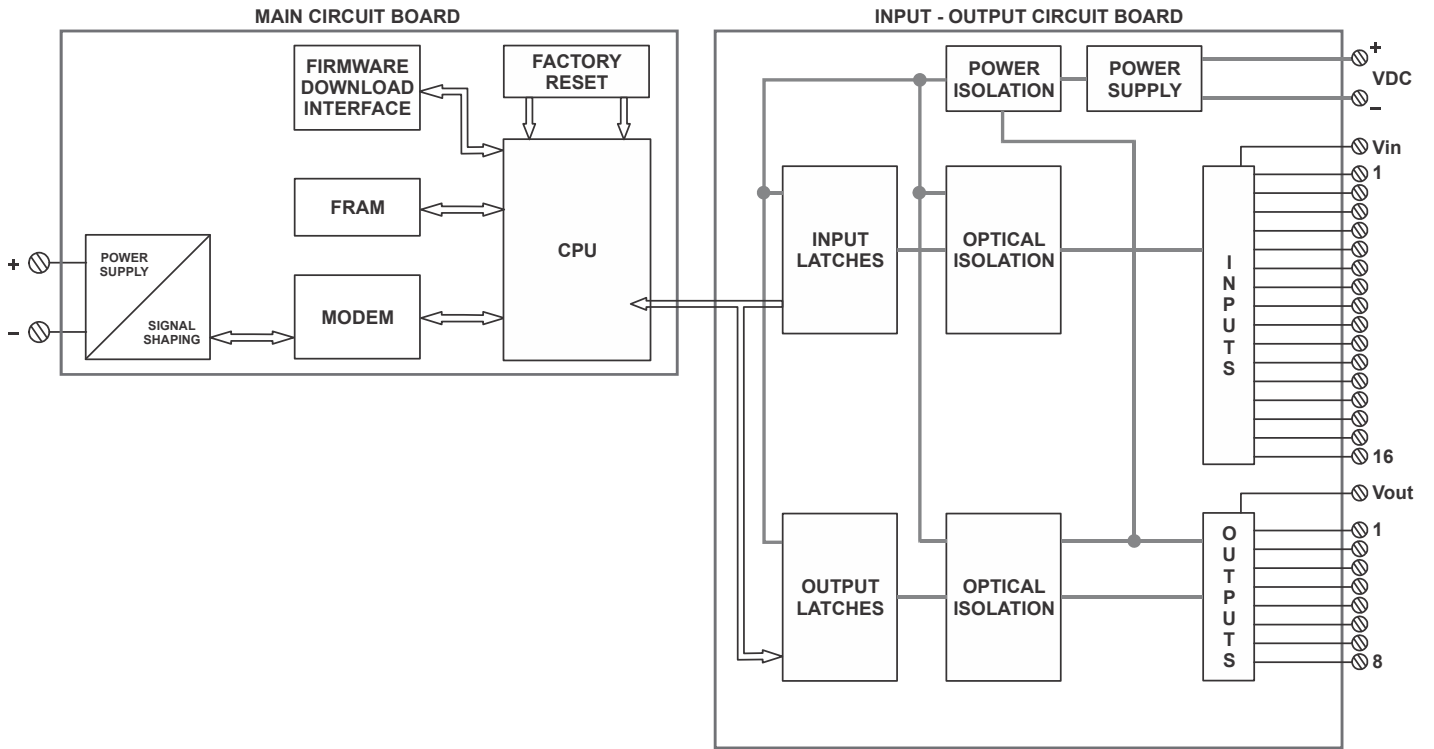 MAIN CIRCUIT BOARD
FIRMWARE
DOWNLOAD
INTERFACE
FACTORY
RESET
FRAM
CPU
+
POWER
SUPPLY
–
SIGNAL
SHAPING
MODEM
INPUT - OUTPUT CIRCUIT BOARD
POWER
ISOLATION
POWER
SUPPLY
+
VDC
–
Vin
1
INPUT
LATCHES
OPTICAL
ISOLATION
I
N
P
U
T
S
16
Vout
1
OUTPUT
LATCHES
OPTICAL
ISOLATION
O
U
T
P
U
T
S
8